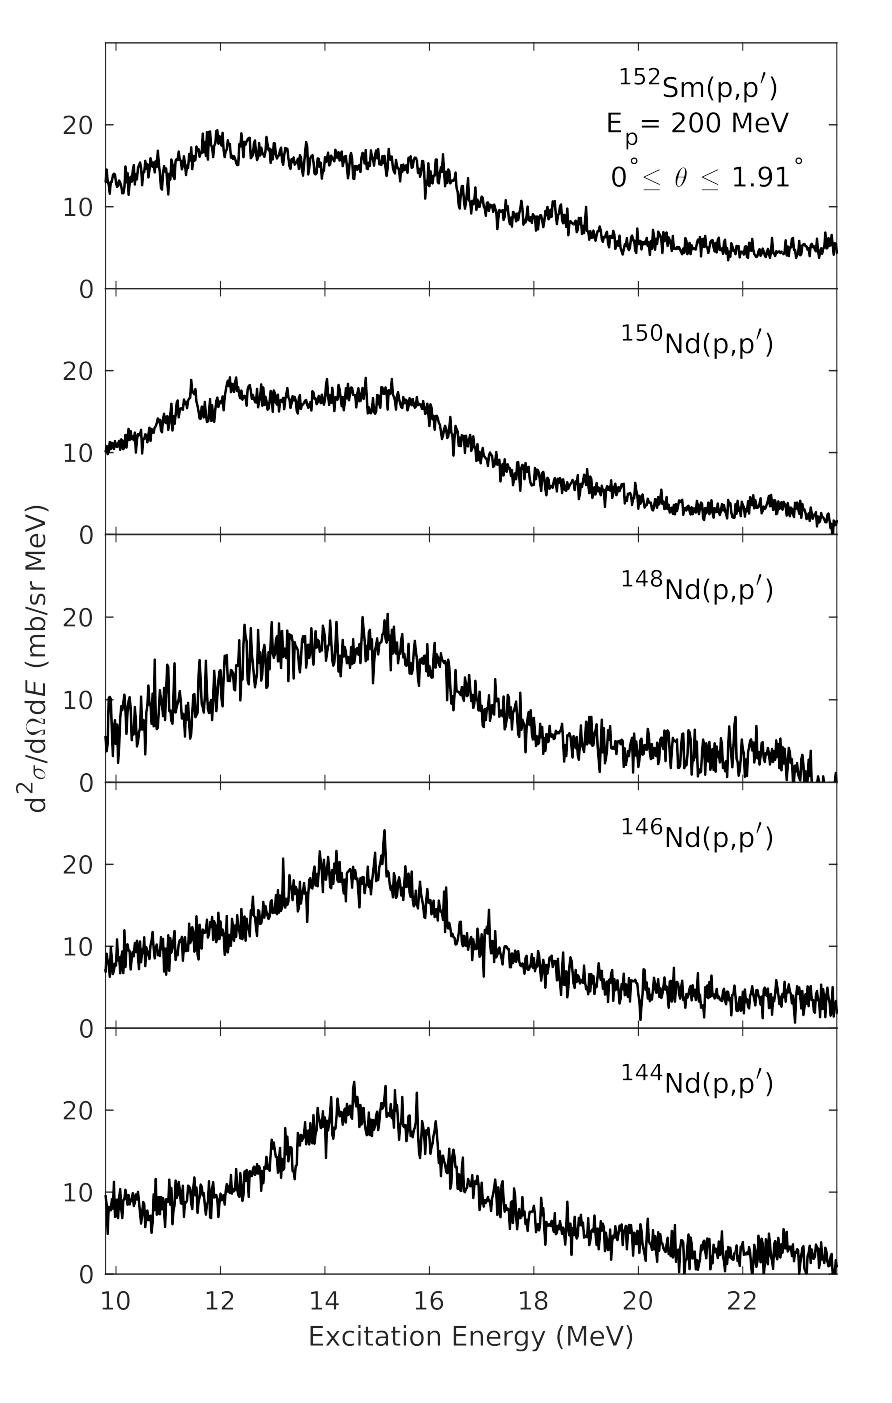 ¹⁵²Sm(p,p′)
Eₚ= 200 MeV
0° ≤ θ ≤ 1.91°
20
10
0
¹⁵⁰Nd(p,p′)
20
10
0
¹⁴⁸Nd(p,p′)
20
10
0
d²σ/dΩdE (mb/sr MeV)
¹⁴⁶Nd(p,p′)
20
10
0
¹⁴⁴Nd(p,p′)
20
10
0
10 12 14 16 18 20 22
Excitation Energy (MeV)